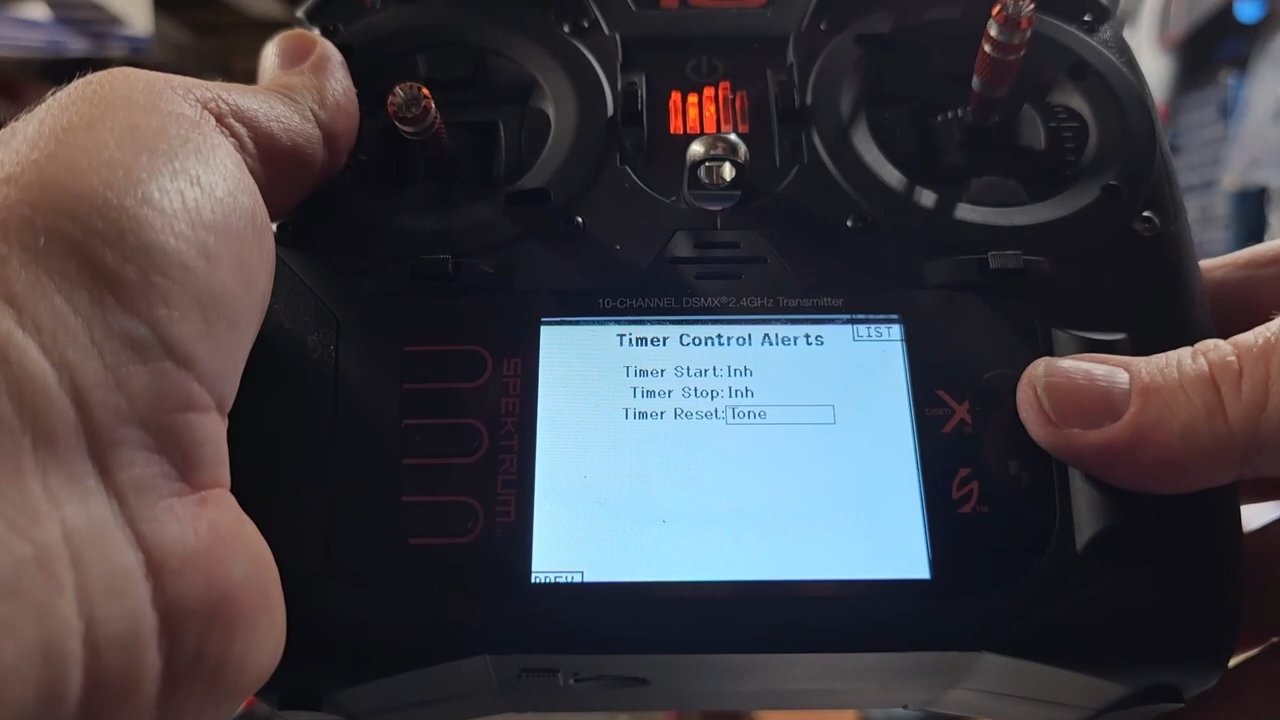 10-CHANNEL DSMX® 2.4GHz Transmitter
LIST
Timer Control Alerts
Timer Start: Inh
Timer Stop: Inh
Timer Reset: Tone
SPEKTRUM